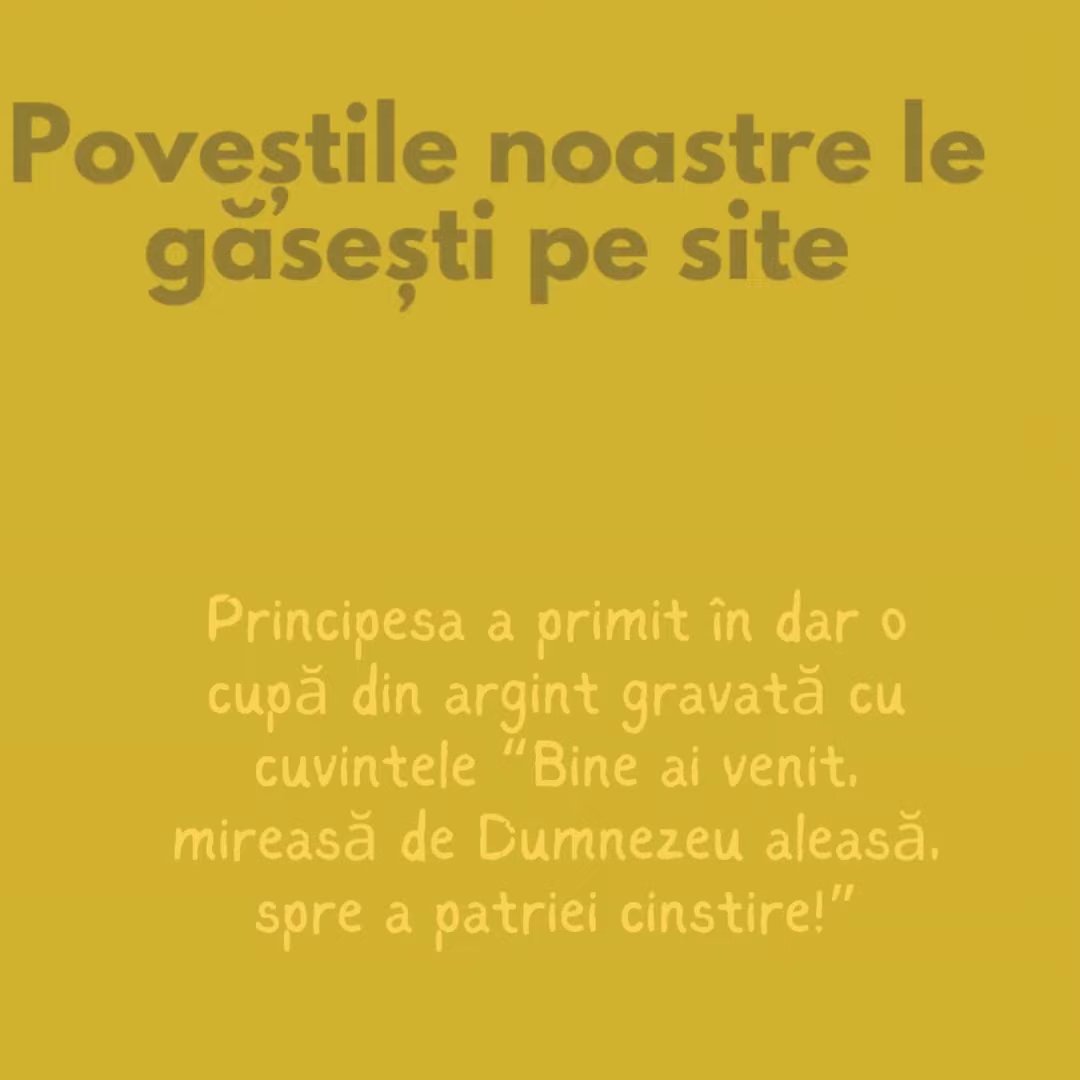 Poveștile noastre le
găsești pe site
Principesa a primit în dar o
cupă din argint gravată cu
cuvintele “Bine ai venit,
mireasă de Dumnezeu aleasă,
spre a patriei cinstire!”